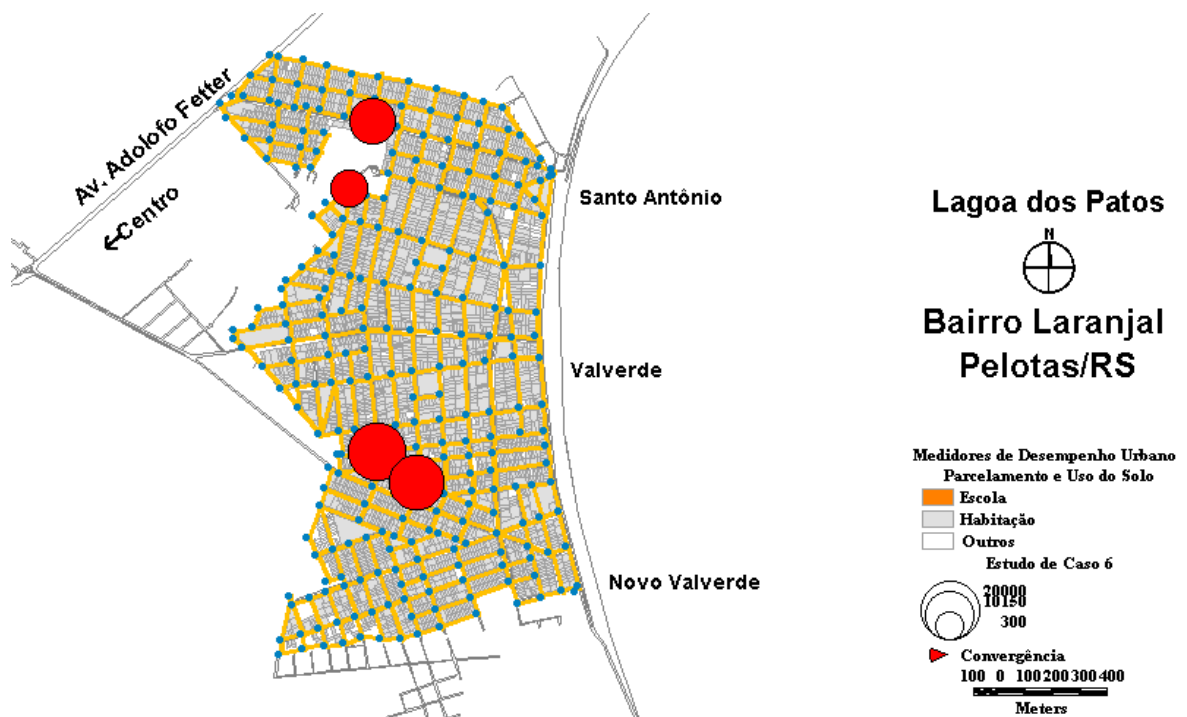 Av. Adolofo Fetter
←Centro
Santo Antônio
Valverde
Novo Valverde
Lagoa dos Patos
N
Bairro Laranjal
Pelotas/RS
Medidores de Desempenho Urbano
Parcelamento e Uso do Solo
Escola
Habitação
Outros
Estudo de Caso 6
20000
10150
300
Convergência
100 0 100 200 300 400
Meters